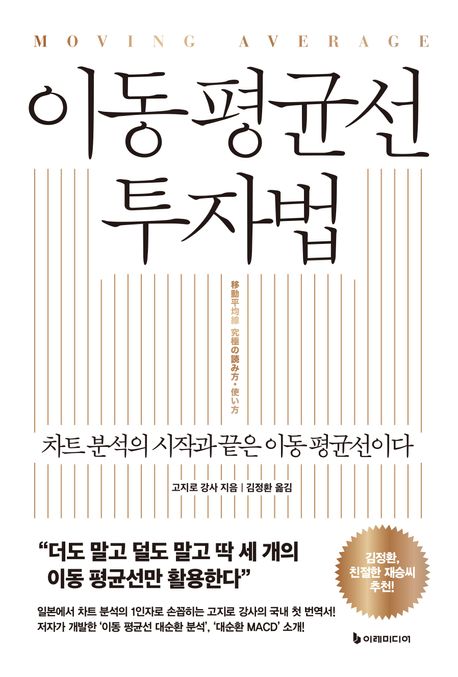 MOVING AVERAGE
이동 평균선
투자법
移動平均線 究極の読み方・使い方
차트 분석의 시작과 끝은 이동 평균선이다
고지로 강사 지음 | 김정환 옮김
“더도 말고 덜도 말고 딱 세 개의
이동 평균선만 활용한다”
김정환,
친절한 재승씨
추천!
일본에서 차트 분석의 1인자로 손꼽히는 고지로 강사의 국내 첫 번역서!
저자가 개발한 ‘이동 평균선 대순환 분석’, ‘대순환 MACD’ 소개!
이레미디어